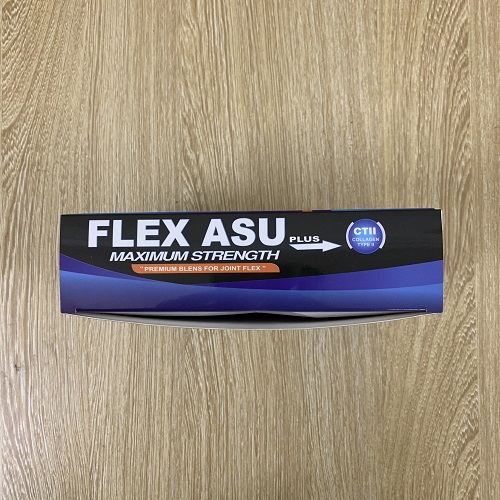 FLEX ASU PLUS
MAXIMUM STRENGTH
"PREMIUM BLENS FOR JOINT FLEX"
CTII
COLLAGEN
TYPE II